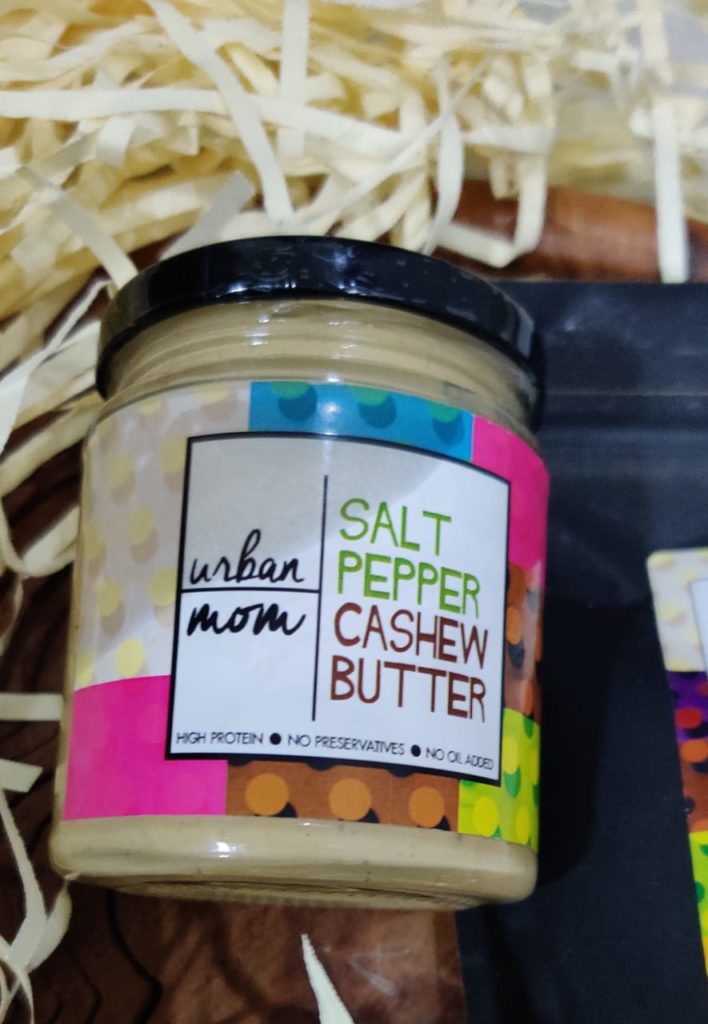 urban
mom
SALT
PEPPER
CASHEW
BUTTER
HIGH PROTEIN ● NO PRESERVATIVES ● NO OIL ADDED